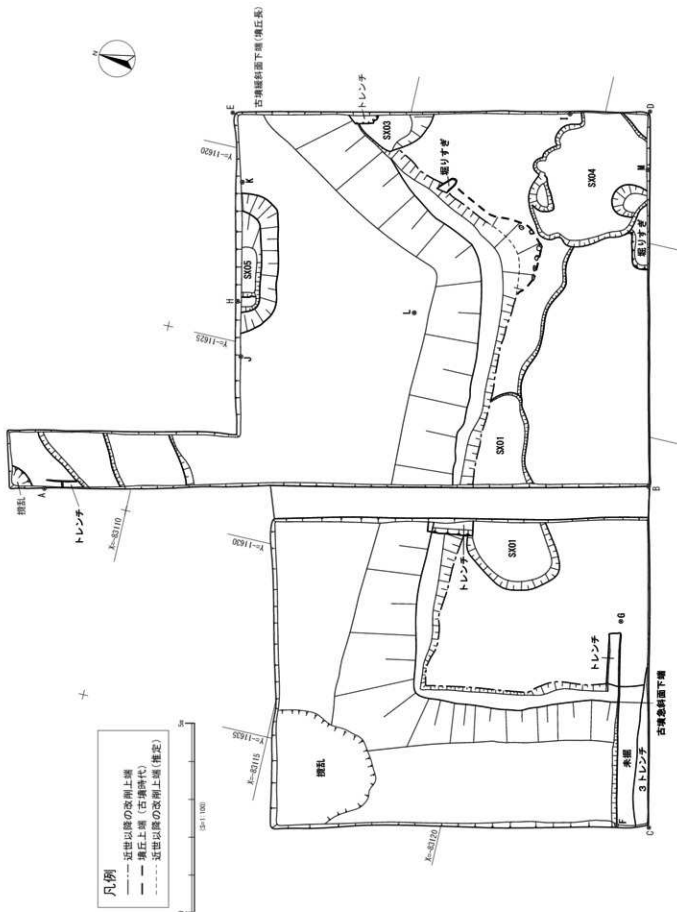 N
E
古墳緩斜面下端(墳丘長)
トレンチ
SX03
Y=-11620
K
掘りすぎ
I
D
SX05
SX04
M
H
掘りすぎ
L
Y=-11625
J
撹乱
A
トレンチ
X=-83110
SX01
B
Y=-11630
トレンチ
SX01
トレンチ
G
古墳急斜面下端
Y=-11635
X=-83115
撹乱
未掘
3トレンチ
F
C
X=-83120
凡例
近世以降の改削上端
墳丘上端(古墳時代)
近世以降の改削上端(推定)
(S=1:100)
0
5m